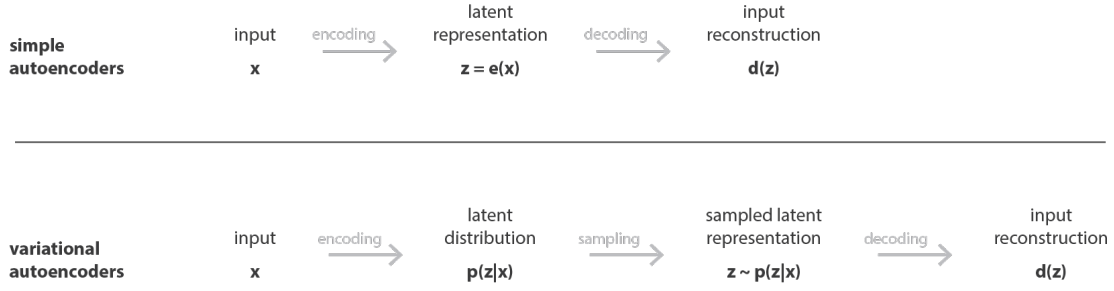 simple
autoencoders
input
x
encoding
latent
representation
z = e(x)
decoding
input
reconstruction
d(z)
variational
autoencoders
input
x
encoding
latent
distribution
p(z|x)
sampling
sampled latent
representation
z ~ p(z|x)
decoding
input
reconstruction
d(z)